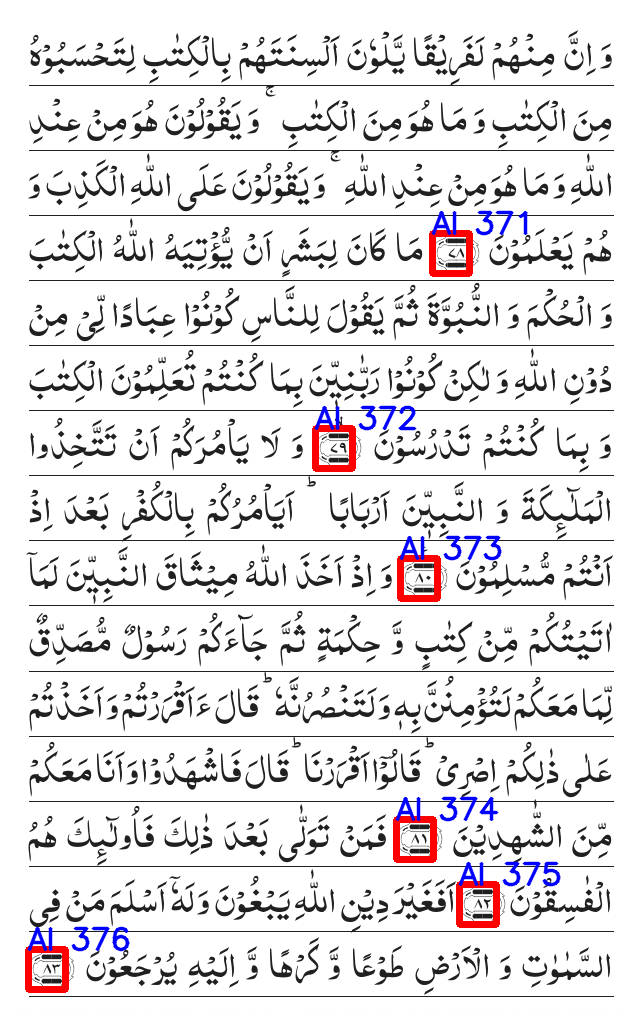 وَ اِنَّ مِنْهُمْ لَفَرِيْقًا يَّلْوٗنَ اَلْسِنَتَهُمْ بِالْكِتٰبِ لِتَحْسَبُوْهُ
مِنَ الْكِتٰبِ وَ مَا هُوَ مِنَ الْكِتٰبِ ۚ وَ يَقُوْلُوْنَ هُوَ مِنْ عِنْدِ
اللّٰهِ وَ مَا هُوَ مِنْ عِنْدِ اللّٰهِ ۚ وَ يَقُوْلُوْنَ عَلَى اللّٰهِ الْكَذِبَ وَ
AI 371
هُمْ يَعْلَمُوْنَ ٧٨ مَا كَانَ لِبَشَرٍ اَنْ يُّؤْتِيَهُ اللّٰهُ الْكِتٰبَ
وَ الْحُكْمَ وَ النُّبُوَّةَ ثُمَّ يَقُوْلَ لِلنَّاسِ كُوْنُوْا عِبَادًا لِّيْ مِنْ
دُوْنِ اللّٰهِ وَ لٰكِنْ كُوْنُوْا رَبّٰنِيّٖنَ بِمَا كُنْتُمْ تُعَلِّمُوْنَ الْكِتٰبَ
AI 372
وَ بِمَا كُنْتُمْ تَدْرُسُوْنَ ٧٩ وَ لَا يَاْمُرَكُمْ اَنْ تَتَّخِذُوا
الْمَلٰٓئِكَةَ وَ النَّبِيّٖنَ اَرْبَابًا ؕ اَيَاْمُرُكُمْ بِالْكُفْرِ بَعْدَ اِذْ
AI 373
اَنْتُمْ مُّسْلِمُوْنَ ٨٠ وَ اِذْ اَخَذَ اللّٰهُ مِيْثَاقَ النَّبِيّٖنَ لَمَاۤ
اٰتَيْتُكُمْ مِّنْ كِتٰبٍ وَّ حِكْمَةٍ ثُمَّ جَآءَكُمْ رَسُوْلٌ مُّصَدِّقٌ
لِّمَا مَعَكُمْ لَتُؤْمِنُنَّ بِهٖ وَ لَتَنْصُرُنَّهٗ ؕ قَالَ ءَاَقْرَرْتُمْ وَ اَخَذْتُمْ
عَلٰى ذٰلِكُمْ اِصْرِيْ ؕ قَالُوْۤا اَقْرَرْنَا ؕ قَالَ فَاشْهَدُوْا وَ اَنَا مَعَكُمْ
AI 374
مِّنَ الشّٰهِدِيْنَ ٨١ فَمَنْ تَوَلّٰى بَعْدَ ذٰلِكَ فَاُولٰٓئِكَ هُمُ
AI 375
الْفٰسِقُوْنَ ٨٢ اَفَغَيْرَ دِيْنِ اللّٰهِ يَبْغُوْنَ وَ لَهٗۤ اَسْلَمَ مَنْ فِي
AI 376
السَّمٰوٰتِ وَ الْاَرْضِ طَوْعًا وَّ كَرْهًا وَّ اِلَيْهِ يُرْجَعُوْنَ ٨٣